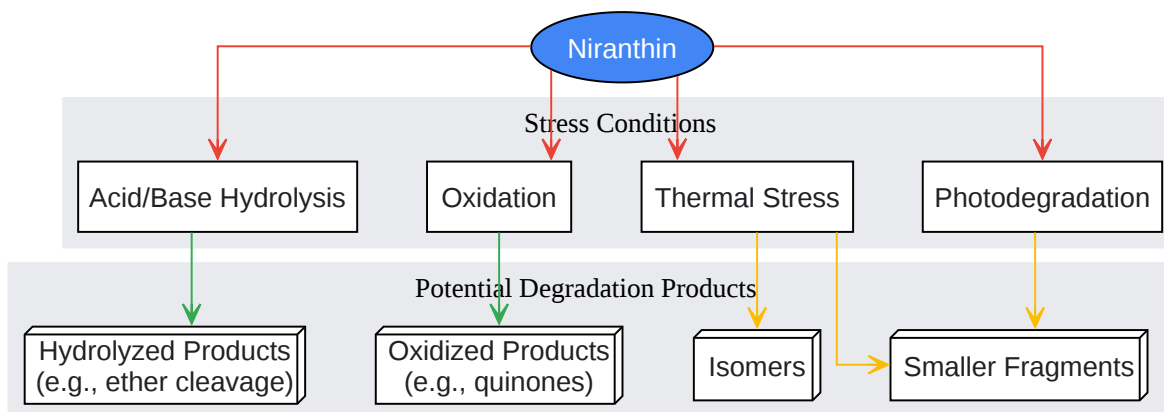 Niranthin
Stress Conditions
Acid/Base Hydrolysis
Oxidation
Thermal Stress
Photodegradation
Potential Degradation Products
Hydrolyzed Products
(e.g., ether cleavage)
Oxidized Products
(e.g., quinones)
Isomers
Smaller Fragments